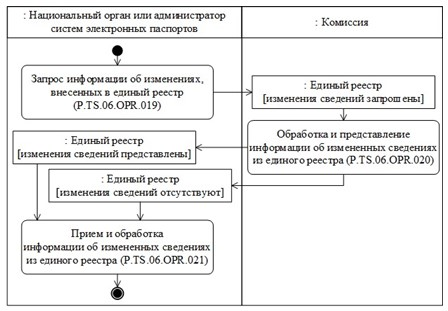 : Национальный орган или администратор
систем электронных паспортов
: Комиссия
Запрос информации об изменениях,
внесенных в единый реестр
(P.TS.06.OPR.019)
: Единый реестр
[изменения сведений запрошены]
: Единый реестр
[изменения сведений представлены]
Обработка и представление
информации об измененных сведениях
из единого реестра (P.TS.06.OPR.020)
: Единый реестр
[изменения сведений отсутствуют]
Прием и обработка
информации об измененных сведениях
из единого реестра (P.TS.06.OPR.021)